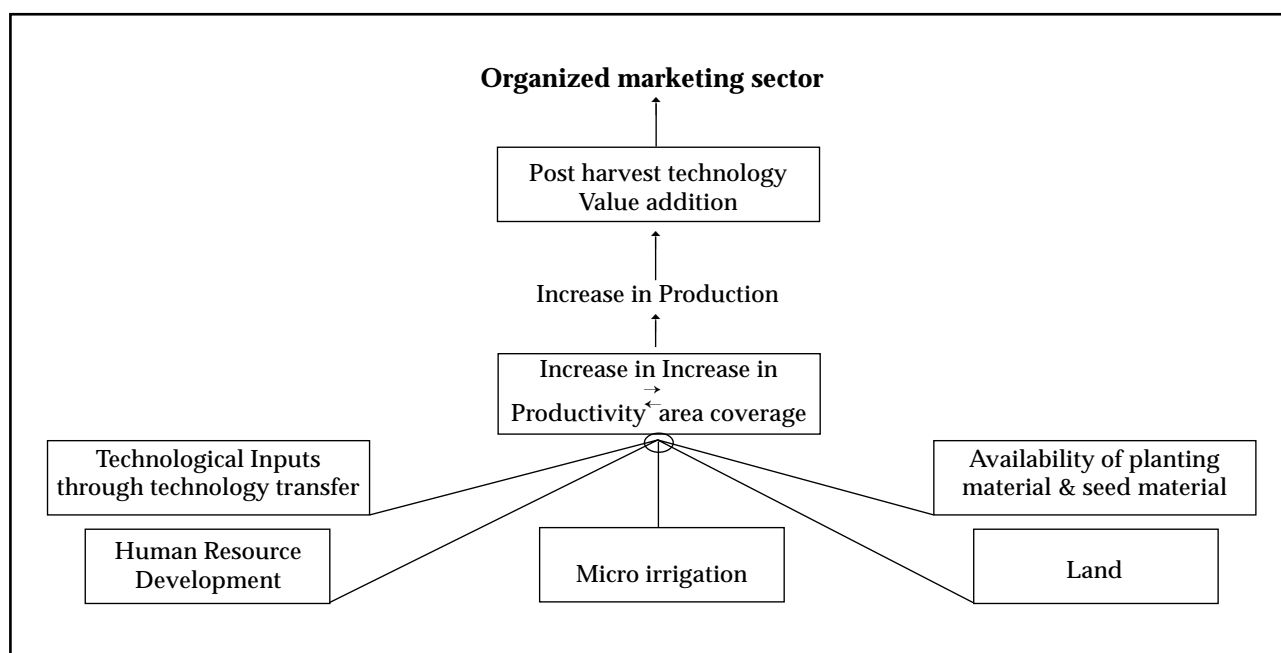 Organized marketing sector
Post harvest technology
Value addition
Increase in Production
Increase in Increase in
→
←
Productivity area coverage
Technological Inputs
through technology transfer
Availability of planting
material & seed material
Human Resource
Development
Micro irrigation
Land